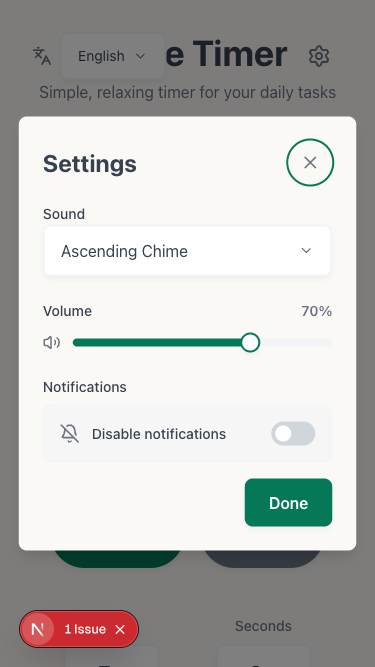 English
e Timer
Simple, relaxing timer for your daily tasks
Settings
Sound
Ascending Chime
Volume
70%
Notifications
Disable notifications
Done
N
1 Issue
Seconds